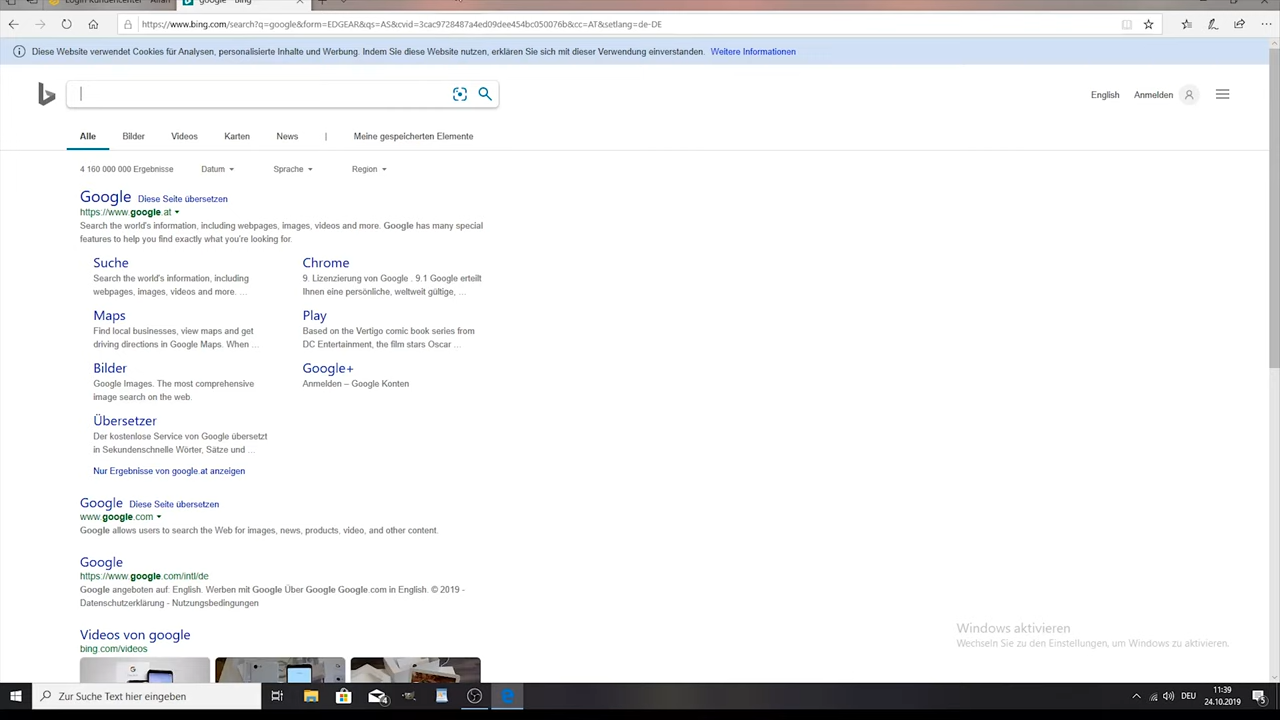 google - Bing
https://www.bing.com/search?q=google&form=EDGEAR&qs=AS&cvid=3cac9728487a4ed09dee454bc050076b&cc=AT&setlang=de-DE
Diese Website verwendet Cookies für Analysen, personalisierte Inhalte und Werbung. Indem Sie diese Website nutzen, erklären Sie sich mit dieser Verwendung einverstanden. Weitere Informationen
English Anmelden
Alle Bilder Videos Karten News | Meine gespeicherten Elemente
4 160 000 000 Ergebnisse Datum Sprache Region
Google Diese Seite übersetzen
https://www.google.at
Search the world's information, including webpages, images, videos and more. Google has many special
features to help you find exactly what you're looking for.
Suche
Search the world's information, including
webpages, images, videos and more. ...
Chrome
9. Lizenzierung von Google . 9.1 Google erteilt
Ihnen eine persönliche, weltweit gültige, ...
Maps
Find local businesses, view maps and get
driving directions in Google Maps. When ...
Play
Based on the Vertigo comic book series from
DC Entertainment, the film stars Oscar ...
Bilder
Google Images. The most comprehensive
image search on the web.
Google+
Anmelden – Google Konten
Übersetzer
Der kostenlose Service von Google übersetzt
in Sekundenschnelle Wörter, Sätze und ...
Nur Ergebnisse von google.at anzeigen
Google Diese Seite übersetzen
www.google.com
Google allows users to search the Web for images, news, products, video, and other content.
Google
https://www.google.com/intl/de
Google angeboten auf: English. Werben mit Google Über Google Google.com in English. © 2019 -
Datenschutzerklärung - Nutzungsbedingungen
Videos von google
bing.com/videos
Windows aktivieren
Wechseln Sie zu den Einstellungen, um Windows zu aktivieren.
Zur Suche Text hier eingeben
DEU
11:39
24.10.2019